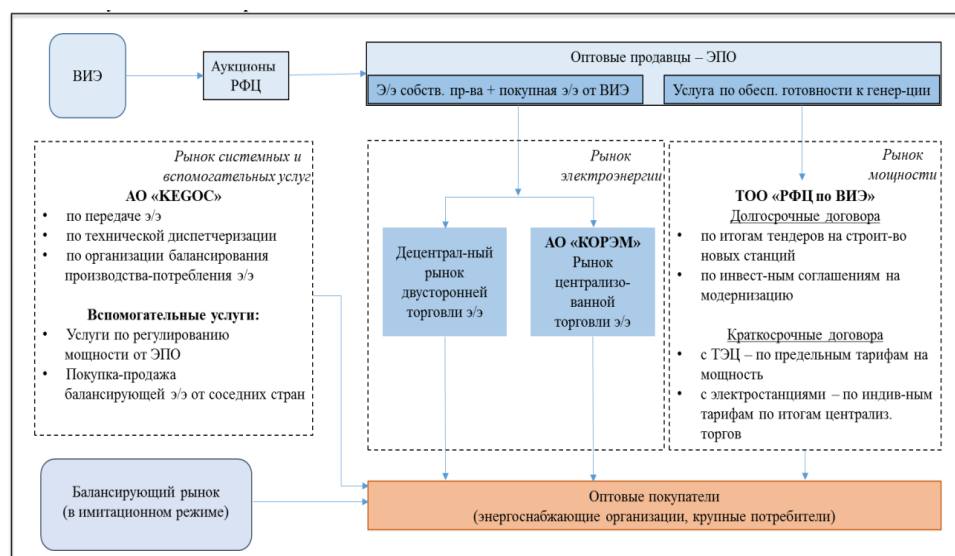 ВИЭ
Аукционы
РФЦ
Оптовые продавцы – ЭПО
Э/э собств. пр-ва + покупная э/э от ВИЭ
Услуга по обесп. готовности к генер-ции
Рынок системных и
вспомогательных услуг
АО «KEGOC»
• по передаче э/э
• по технической диспетчеризации
• по организации балансирования
производства-потребления э/э
Вспомогательные услуги:
• Услуги по регулированию
мощности от ЭПО
• Покупка-продажа
балансирующей э/э от соседних стран
Рынок
электроэнергии
Децентрал-ный
рынок
двусторонней
торговли э/э
АО «КОРЭМ»
Рынок
централизо-
ванной
торговли э/э
Рынок
мощности
ТОО «РФЦ по ВИЭ»
Долгосрочные договора
• по итогам тендеров на строит-во
новых станций
• по инвест-ным соглашениям на
модернизацию
Краткосрочные договора
• с ТЭЦ – по предельным тарифам на
мощность
• с электростанциями – по индив-ным
тарифам по итогам централиз.
торгов
Балансирующий рынок
(в имитационном режиме)
Оптовые покупатели
(энергоснабжающие организации, крупные потребители)